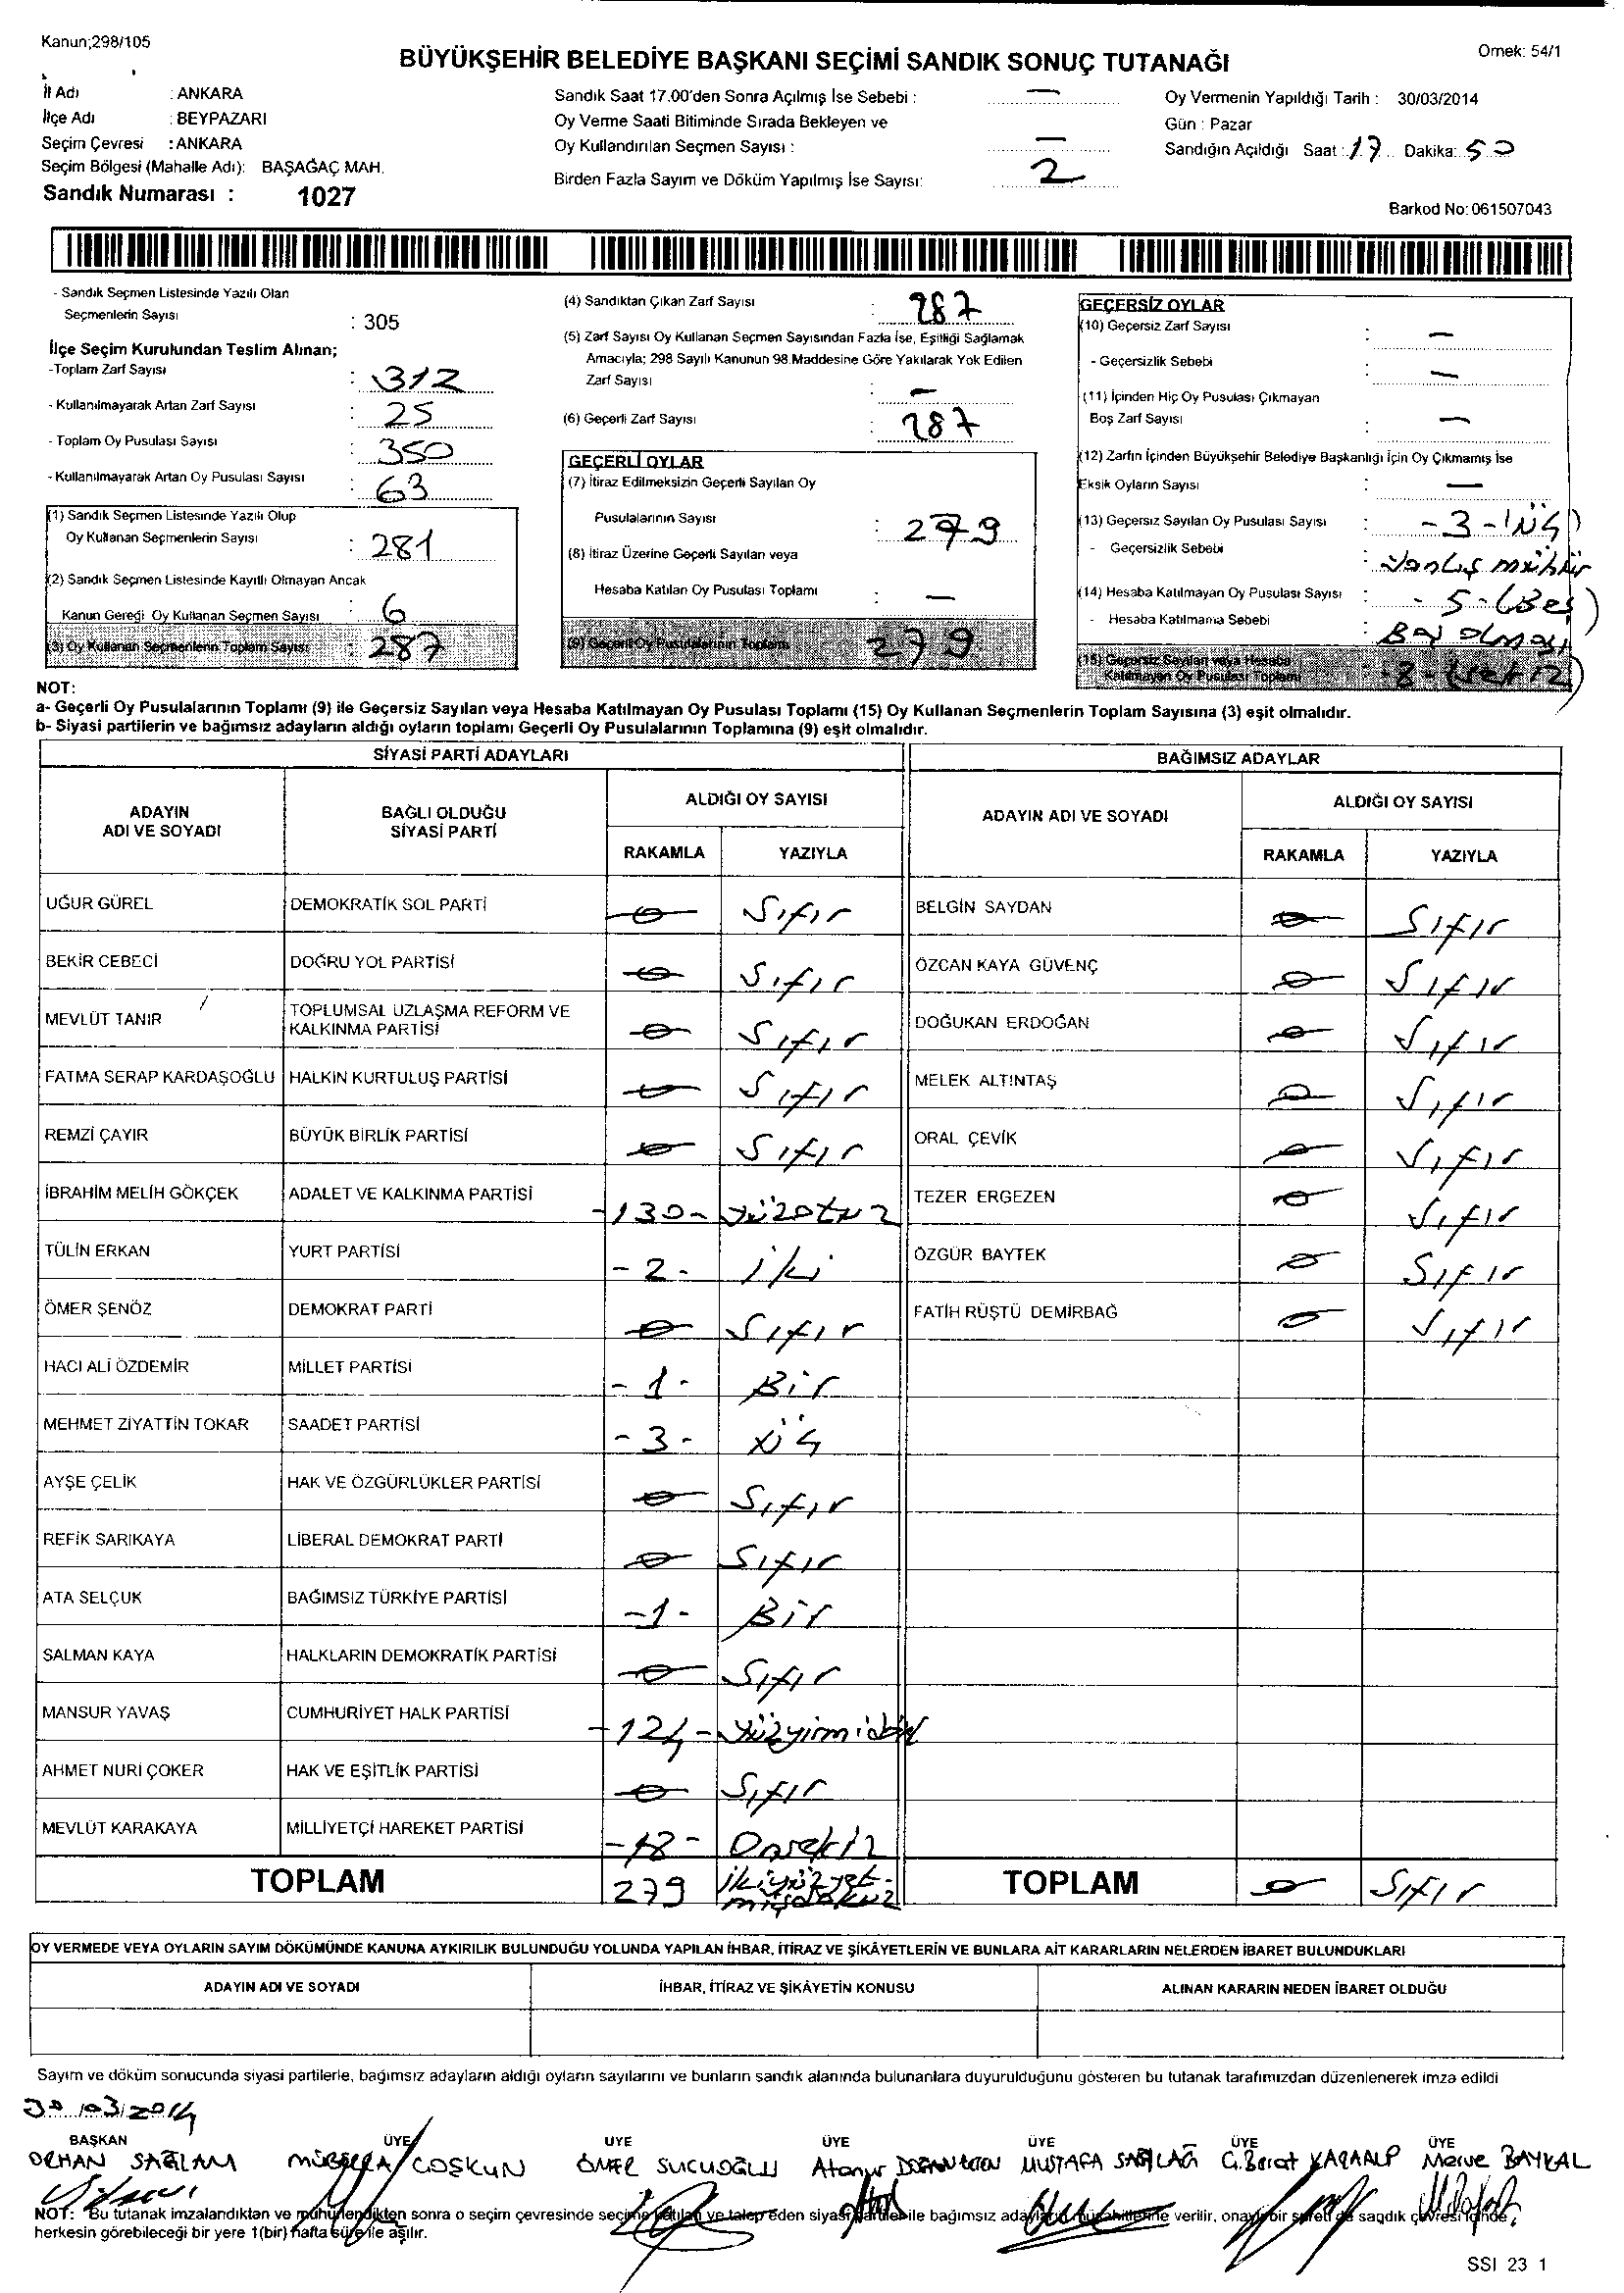 Kanun;298/105
Örnek: 54/1
BÜYÜKŞEHİR BELEDİYE BAŞKANI SEÇİMİ SANDIK SONUÇ TUTANAĞI
İl Adı : ANKARA
İlçe Adı : BEYPAZARI
Seçim Çevresi : ANKARA
Seçim Bölgesi (Mahalle Adı): BAŞAĞAÇ MAH.
Sandık Numarası : 1027
Sandık Saat 17.00'den Sonra Açılmış İse Sebebi : —
Oy Verme Saati Bitiminde Sırada Bekleyen ve
Oy Kullandırılan Seçmen Sayısı : —
Birden Fazla Sayım ve Döküm Yapılmış İse Sayısı: 2
Oy Vermenin Yapıldığı Tarih : 30/03/2014
Gün : Pazar
Sandığın Açıldığı Saat : 17 Dakika: 50
Barkod No: 061507043
- Sandık Seçmen Listesinde Yazılı Olan
Seçmenlerin Sayısı : 305
İlçe Seçim Kurulundan Teslim Alınan;
-Toplam Zarf Sayısı : 312
- Kullanılmayarak Artan Zarf Sayısı : 25
- Toplam Oy Pusulası Sayısı : 350
- Kullanılmayarak Artan Oy Pusulası Sayısı : 63
(1) Sandık Seçmen Listesinde Yazılı Olup
Oy Kullanan Seçmenlerin Sayısı : 281
(2) Sandık Seçmen Listesinde Kayıtlı Olmayan Ancak
Kanun Gereği Oy Kullanan Seçmen Sayısı : 6
(3) Oy Kullanan Seçmenlerin Toplam Sayısı : 287
(4) Sandıktan Çıkan Zarf Sayısı : 287
(5) Zarf Sayısı Oy Kullanan Seçmen Sayısından Fazla İse, Eşitliği Sağlamak
Amacıyla; 298 Sayılı Kanunun 98.Maddesine Göre Yakılarak Yok Edilen
Zarf Sayısı : —
(6) Geçerli Zarf Sayısı : 287
GEÇERLİ OYLAR
(7) İtiraz Edilmeksizin Geçerli Sayılan Oy
Pusulalarının Sayısı : 279
(8) İtiraz Üzerine Geçerli Sayılan veya
Hesaba Katılan Oy Pusulası Toplamı : —
(9) Geçerli Oy Pusulalarının Toplamı 279
GEÇERSİZ OYLAR
(10) Geçersiz Zarf Sayısı : —
- Geçersizlik Sebebi : —
(11) İçinden Hiç Oy Pusulası Çıkmayan
Boş Zarf Sayısı : —
(12) Zarfın İçinden Büyükşehir Belediye Başkanlığı İçin Oy Çıkmamış İse
Eksik Oyların Sayısı : —
(13) Geçersiz Sayılan Oy Pusulası Sayısı : -3-(ÜÇ)
- Geçersizlik Sebebi : Yanlış mühür
(14) Hesaba Katılmayan Oy Pusulası Sayısı : -5-(Beş)
- Hesaba Katılmama Sebebi : Boş olması
(15) Geçersiz Sayılan veya Hesaba
Katılmayan Oy Pusulası Toplamı -8-(sekiz)
NOT:
a- Geçerli Oy Pusulalarının Toplamı (9) ile Geçersiz Sayılan veya Hesaba Katılmayan Oy Pusulası Toplamı (15) Oy Kullanan Seçmenlerin Toplam Sayısına (3) eşit olmalıdır.
b- Siyasi partilerin ve bağımsız adayların aldığı oyların toplamı Geçerli Oy Pusulalarının Toplamına (9) eşit olmalıdır.
SİYASİ PARTİ ADAYLARI
ADAYIN ADI VE SOYADI
BAĞLI OLDUĞU SİYASİ PARTİ
ALDIĞI OY SAYISI
RAKAMLA YAZIYLA
UĞUR GÜREL DEMOKRATİK SOL PARTİ 0 Sıfır
BEKİR CEBECİ DOĞRU YOL PARTİSİ 0 Sıfır
MEVLÜT TANIR TOPLUMSAL UZLAŞMA REFORM VE KALKINMA PARTİSİ 0 Sıfır
FATMA SERAP KARDAŞOĞLU HALKIN KURTULUŞ PARTİSİ 0 Sıfır
REMZİ ÇAYIR BÜYÜK BİRLİK PARTİSİ 0 Sıfır
İBRAHİM MELİH GÖKÇEK ADALET VE KALKINMA PARTİSİ -130- Yüzotuz
TÜLİN ERKAN YURT PARTİSİ -2- iki
ÖMER ŞENÖZ DEMOKRAT PARTİ 0 Sıfır
HACI ALİ ÖZDEMİR MİLLET PARTİSİ -1- Bir
MEHMET ZİYATTİN TOKAR SAADET PARTİSİ -3- Üç
AYŞE ÇELİK HAK VE ÖZGÜRLÜKLER PARTİSİ 0 Sıfır
REFİK SARIKAYA LİBERAL DEMOKRAT PARTİ 0 Sıfır
ATA SELÇUK BAĞIMSIZ TÜRKİYE PARTİSİ -1- Bir
SALMAN KAYA HALKLARIN DEMOKRATİK PARTİSİ 0 Sıfır
MANSUR YAVAŞ CUMHURİYET HALK PARTİSİ -124- Yüzyirmidört
AHMET NURİ ÇOKER HAK VE EŞİTLİK PARTİSİ 0 Sıfır
MEVLÜT KARAKAYA MİLLİYETÇİ HAREKET PARTİSİ -18- Onsekiz
TOPLAM 279 ikiyüzyetmişdokuz
BAĞIMSIZ ADAYLAR
ADAYIN ADI VE SOYADI
ALDIĞI OY SAYISI
RAKAMLA YAZIYLA
BELGİN SAYDAN 0 Sıfır
ÖZCAN KAYA GÜVENÇ 0 Sıfır
DOĞUKAN ERDOĞAN 0 Sıfır
MELEK ALTINTAŞ 0 Sıfır
ORAL ÇEVİK 0 Sıfır
TEZER ERGEZEN 0 Sıfır
ÖZGÜR BAYTEK 0 Sıfır
FATİH RÜŞTÜ DEMİRBAĞ 0 Sıfır
TOPLAM 0 Sıfır
OY VERMEDE VEYA OYLARIN SAYIM DÖKÜMÜNDE KANUNA AYKIRILIK BULUNDUĞU YOLUNDA YAPILAN İHBAR, İTİRAZ VE ŞİKÂYETLERİN VE BUNLARA AİT KARARLARIN NELERDEN İBARET BULUNDUKLARI
ADAYIN ADI VE SOYADI İHBAR, İTİRAZ VE ŞİKÂYETİN KONUSU ALINAN KARARIN NEDEN İBARET OLDUĞU
Sayım ve döküm sonucunda siyasi partilerle, bağımsız adayların aldığı oyların sayılarını ve bunların sandık alanında bulunanlara duyurulduğunu gösteren bu tutanak tarafımızdan düzenlenerek imza edildi
30/03/2014
BAŞKAN ÜYE ÜYE ÜYE ÜYE ÜYE ÜYE
ORHAN SAĞLAM MÜBERRA COŞKUN ÖMER SUCUOĞLU MUSTAFA SAĞLAĞ G.Berat KARAALP Merve BAYKAL
NOT: Bu tutanak imzalandıktan ve mühürlendikten sonra o seçim çevresinde seçime katılan ve talep eden siyasi partiler ile bağımsız adayların müşahitlerine verilir, onaylı bir sureti de sandık çevresi içinde,
herkesin görebileceği bir yere 1(bir) hafta süre ile asılır.
SSI 23 1